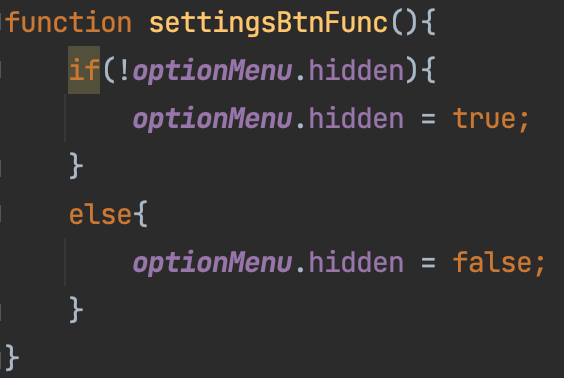 function settingsBtnFunc(){
    if(!optionMenu.hidden){
        optionMenu.hidden = true;
    }
    else{
        optionMenu.hidden = false;
    }
}